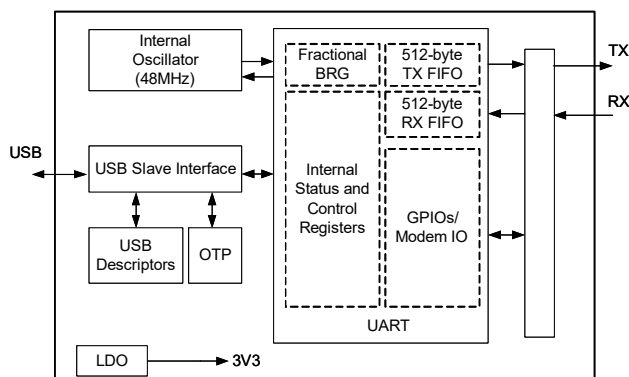 Internal
Oscillator
(48MHz)
Fractional
BRG
512-byte
TX FIFO
512-byte
RX FIFO
TX
RX
USB
USB Slave Interface
Internal
Status and
Control
Registers
GPIOs/
Modem IO
USB
Descriptors
OTP
UART
LDO
3V3